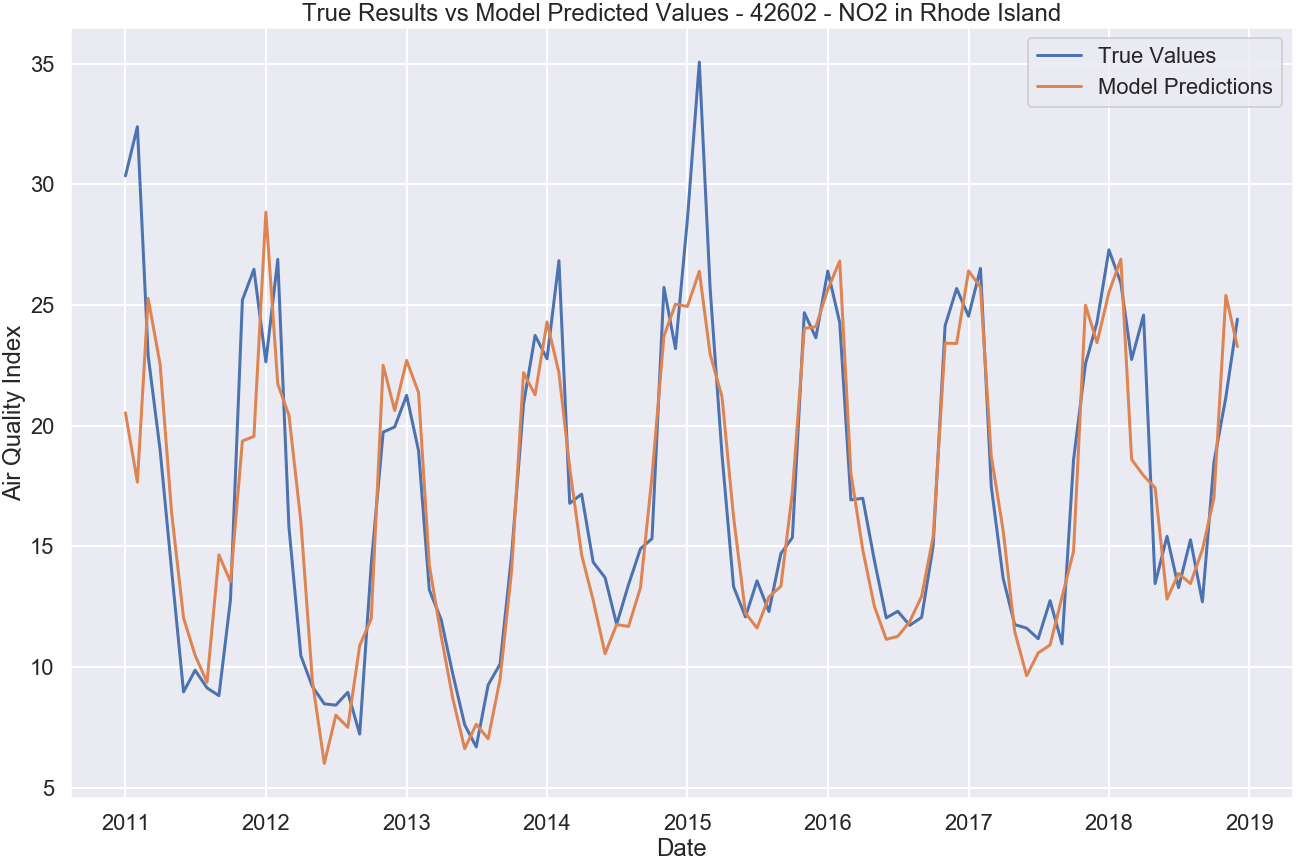 True Results vs Model Predicted Values - 42602 - NO2 in Rhode Island
True Values
Model Predictions
Air Quality Index
35
30
25
20
15
10
5
2011 2012 2013 2014 2015 2016 2017 2018 2019
Date